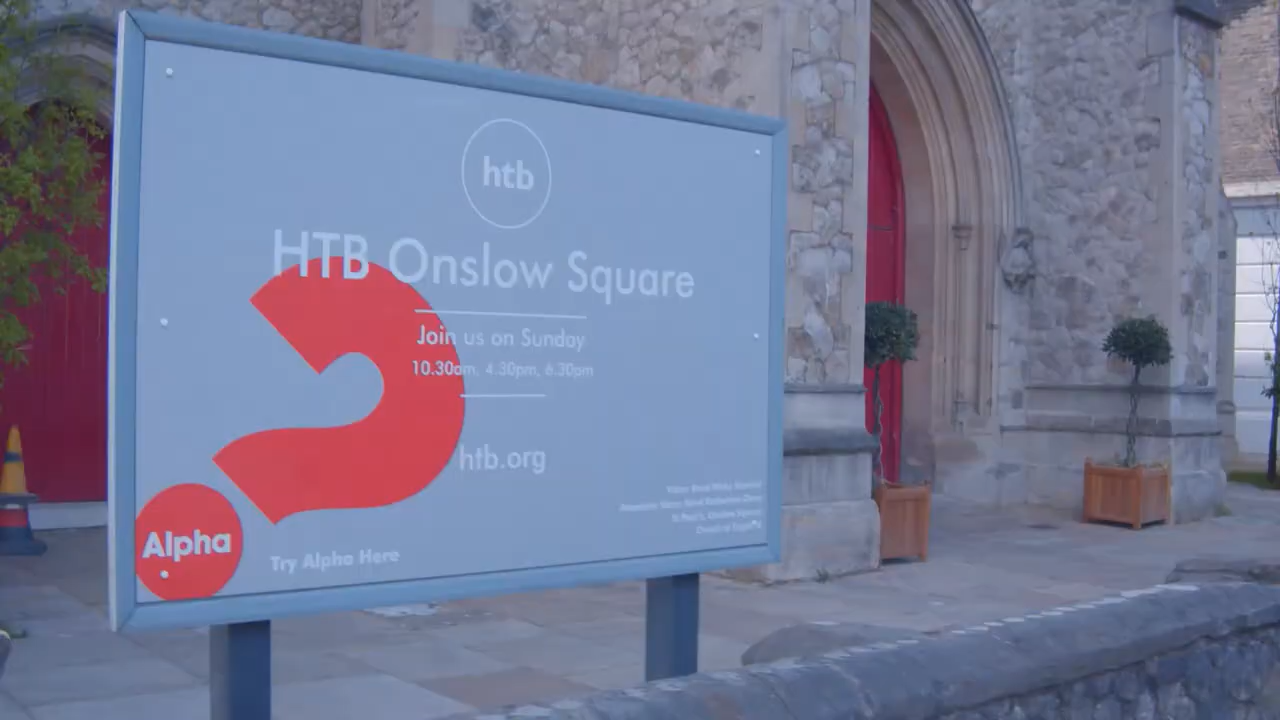 htb
HTB Onslow Square
Join us on Sunday
10.30am, 4.30pm, 6.30pm
htb.org
Alpha
Try Alpha Here